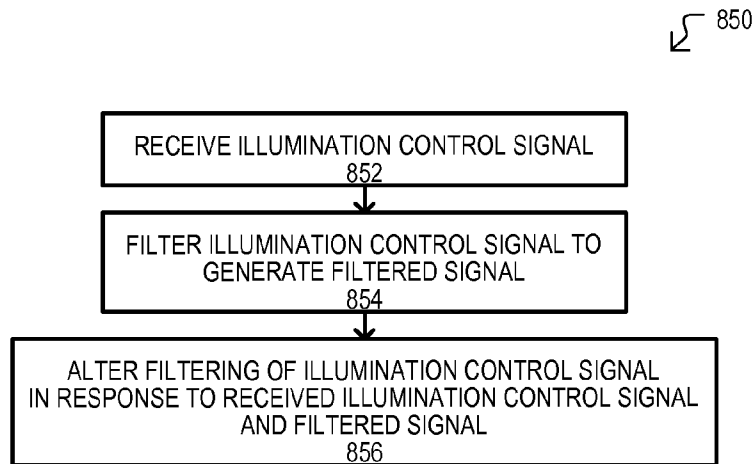 850
RECEIVE ILLUMINATION CONTROL SIGNAL
852
FILTER ILLUMINATION CONTROL SIGNAL TO
GENERATE FILTERED SIGNAL
854
ALTER FILTERING OF ILLUMINATION CONTROL SIGNAL
IN RESPONSE TO RECEIVED ILLUMINATION CONTROL SIGNAL
AND FILTERED SIGNAL
856